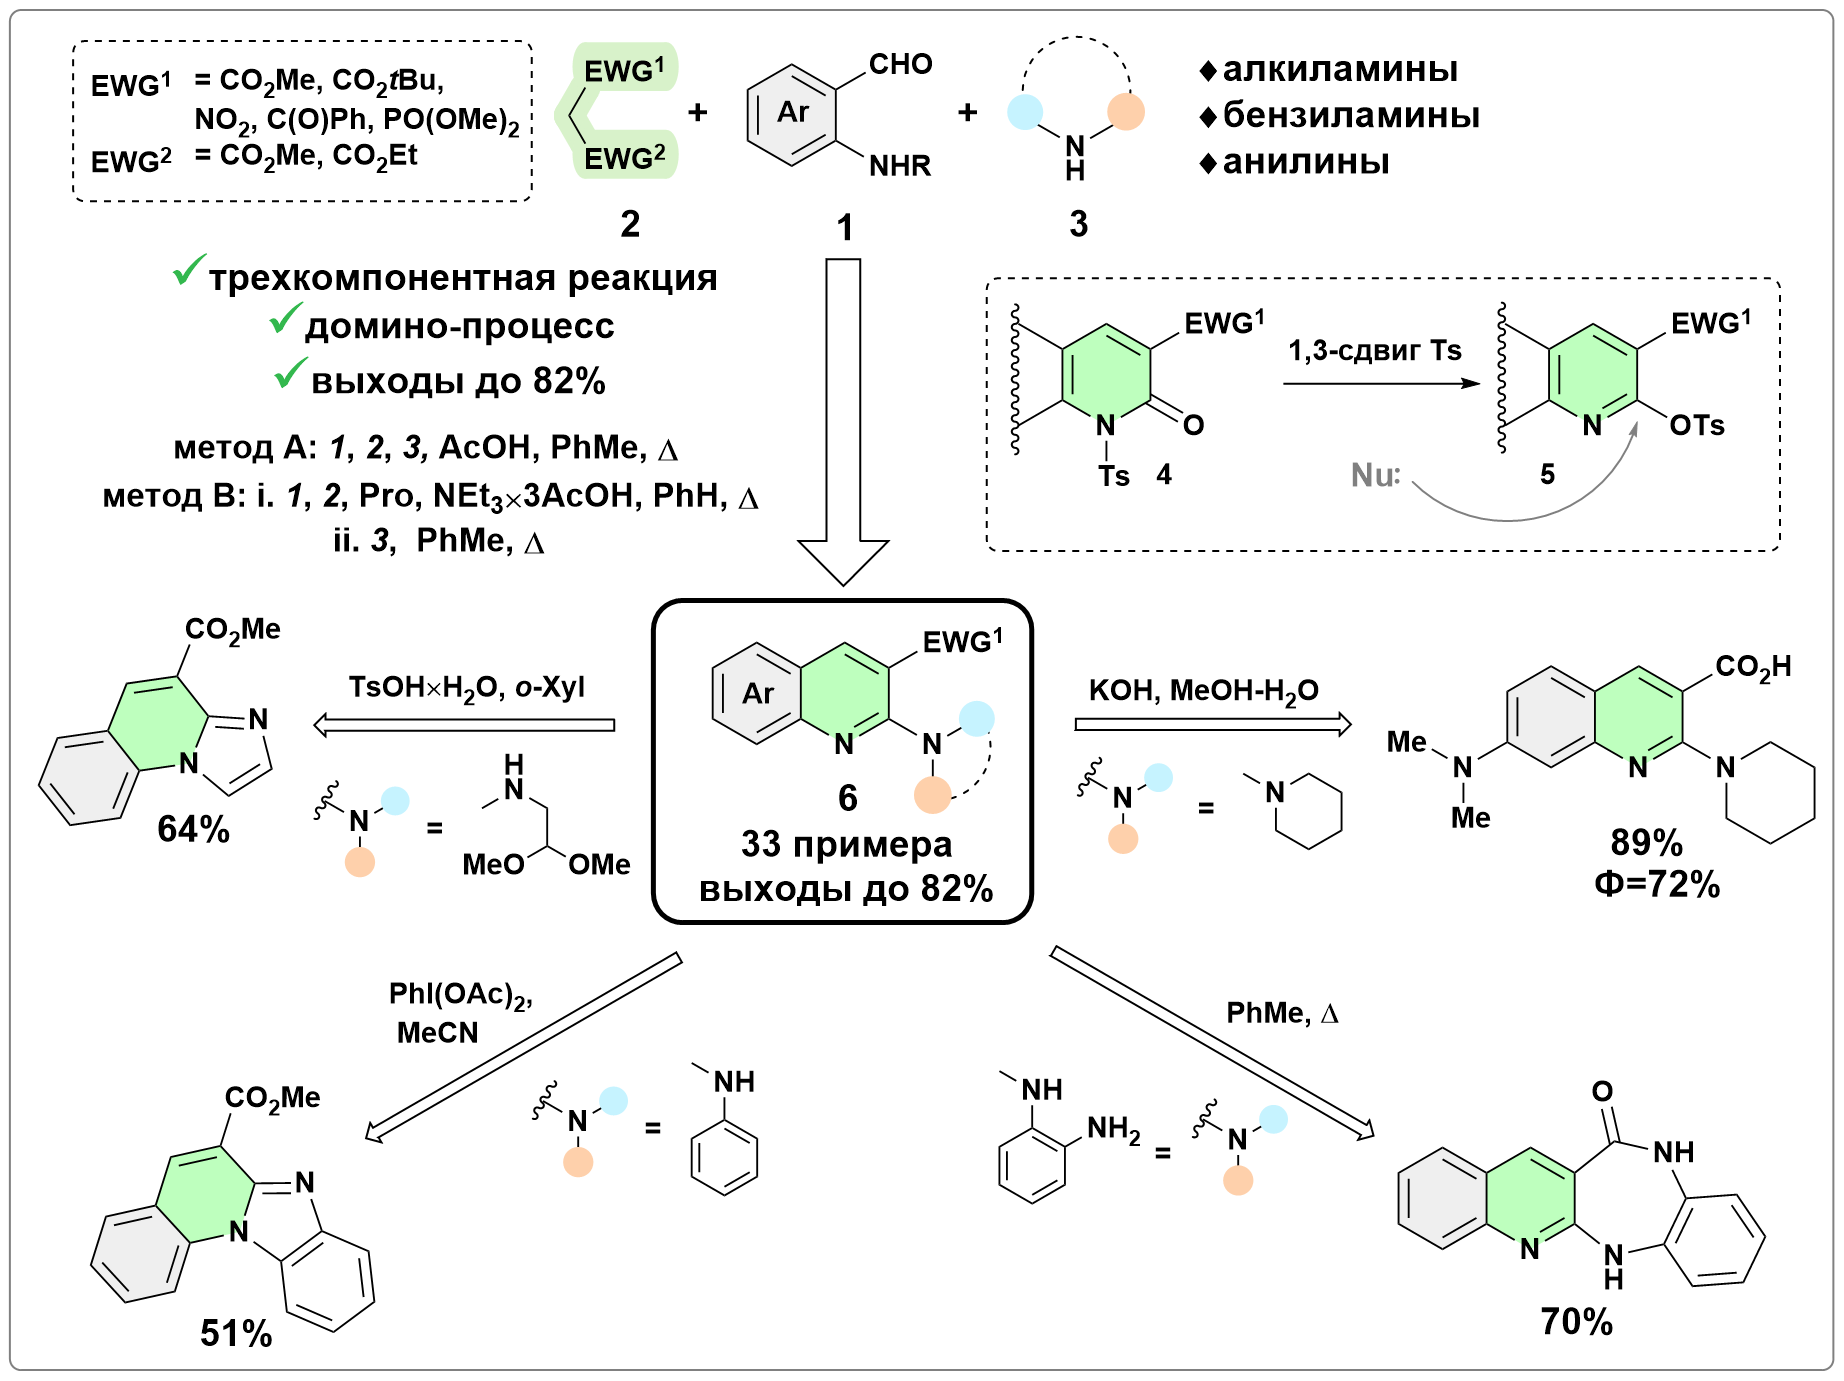 EWG¹ = CO₂Me, CO₂tBu,
NO₂, C(O)Ph, PO(OMe)₂
EWG² = CO₂Me, CO₂Et
EWG¹
EWG²
2
+
Ar
CHO
NHR
1
+
N
H
3
♦алкиламины
♦бензиламины
♦анилины
✓трехкомпонентная реакция
✓домино-процесс
✓выходы до 82%
метод A: 1, 2, 3, AcOH, PhMe, Δ
метод B: i. 1, 2, Pro, NEt₃×3AcOH, PhH, Δ
ii. 3, PhMe, Δ
EWG¹
N
O
Ts
4
1,3-сдвиг Ts
EWG¹
N
OTs
5
Nu:
Ar
EWG¹
N
N
6
33 примера
выходы до 82%
TsOH×H₂O, o-Xyl
N
=
H
N
MeO
OMe
CO₂Me
N
N
64%
KOH, MeOH-H₂O
N
=
N
CO₂H
Me
N
Me
N
N
89%
Φ=72%
PhI(OAc)₂,
MeCN
N
=
NH
CO₂Me
N
N
51%
PhMe, Δ
NH
NH₂
=
N
O
NH
N
N
H
70%